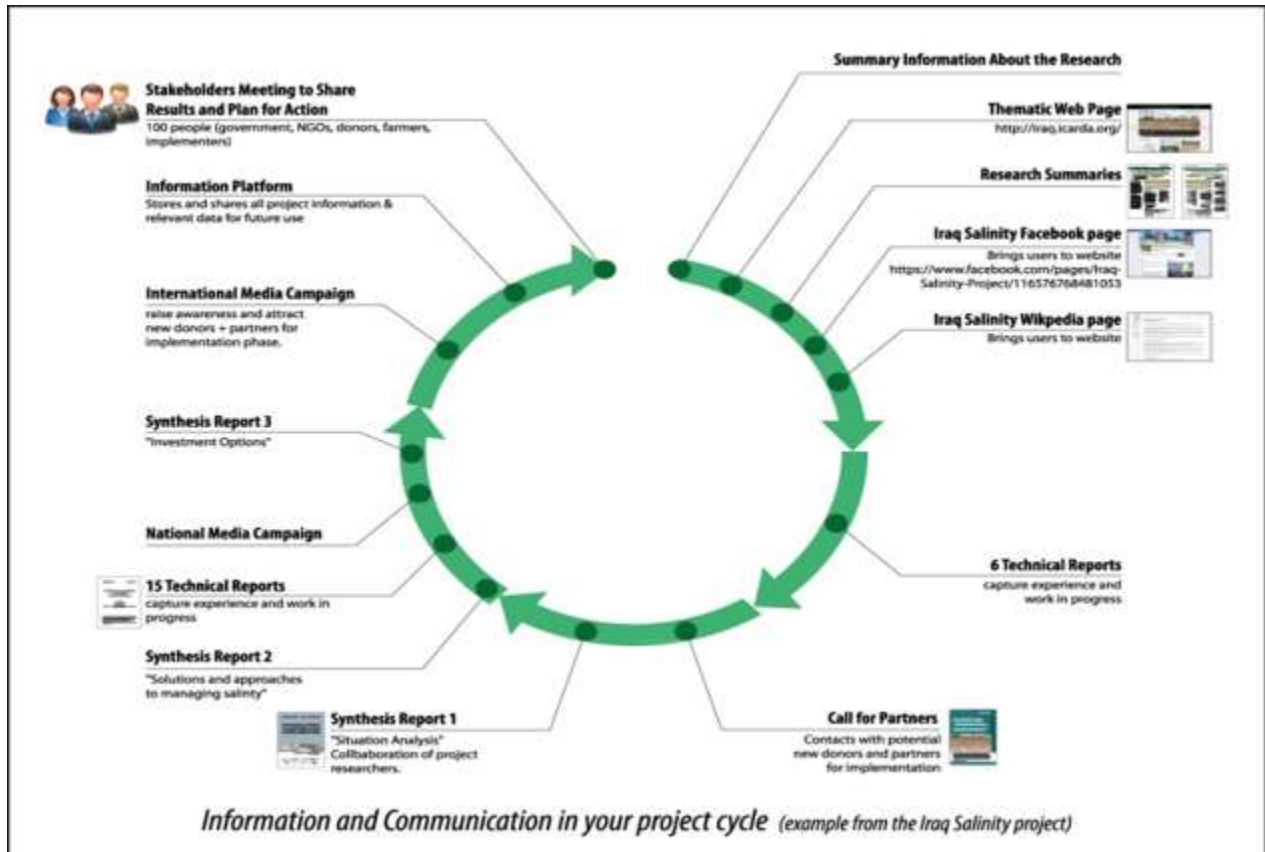 Summary Information About the Research
Thematic Web Page
http://iraq.icarda.org/
Research Summaries
Iraq Salinity Facebook page
Brings users to website
https://www.facebook.com/pages/Iraq-
Salinity-Project/116576768481053
Iraq Salinity Wikpedia page
Brings users to website
6 Technical Reports
capture experience and
work in progress
Call for Partners
Contacts with potential
new donors and partners
for implementation
Synthesis Report 1
"Situation Analysis"
Collbaboration of project
researchers.
Synthesis Report 2
"Solutions and approaches
to managing salinty"
15 Technical Reports
capture experience and work in
progress
National Media Campaign
Synthesis Report 3
"Investment Options"
International Media Campaign
raise awareness and attract
new donors + partners for
implementation phase.
Information Platform
Stores and shares all project information &
relevant data for future use
Stakeholders Meeting to Share
Results and Plan for Action
100 people (government, NGOs, donors, farmers,
implementers)
Information and Communication in your project cycle (example from the Iraq Salinity project)